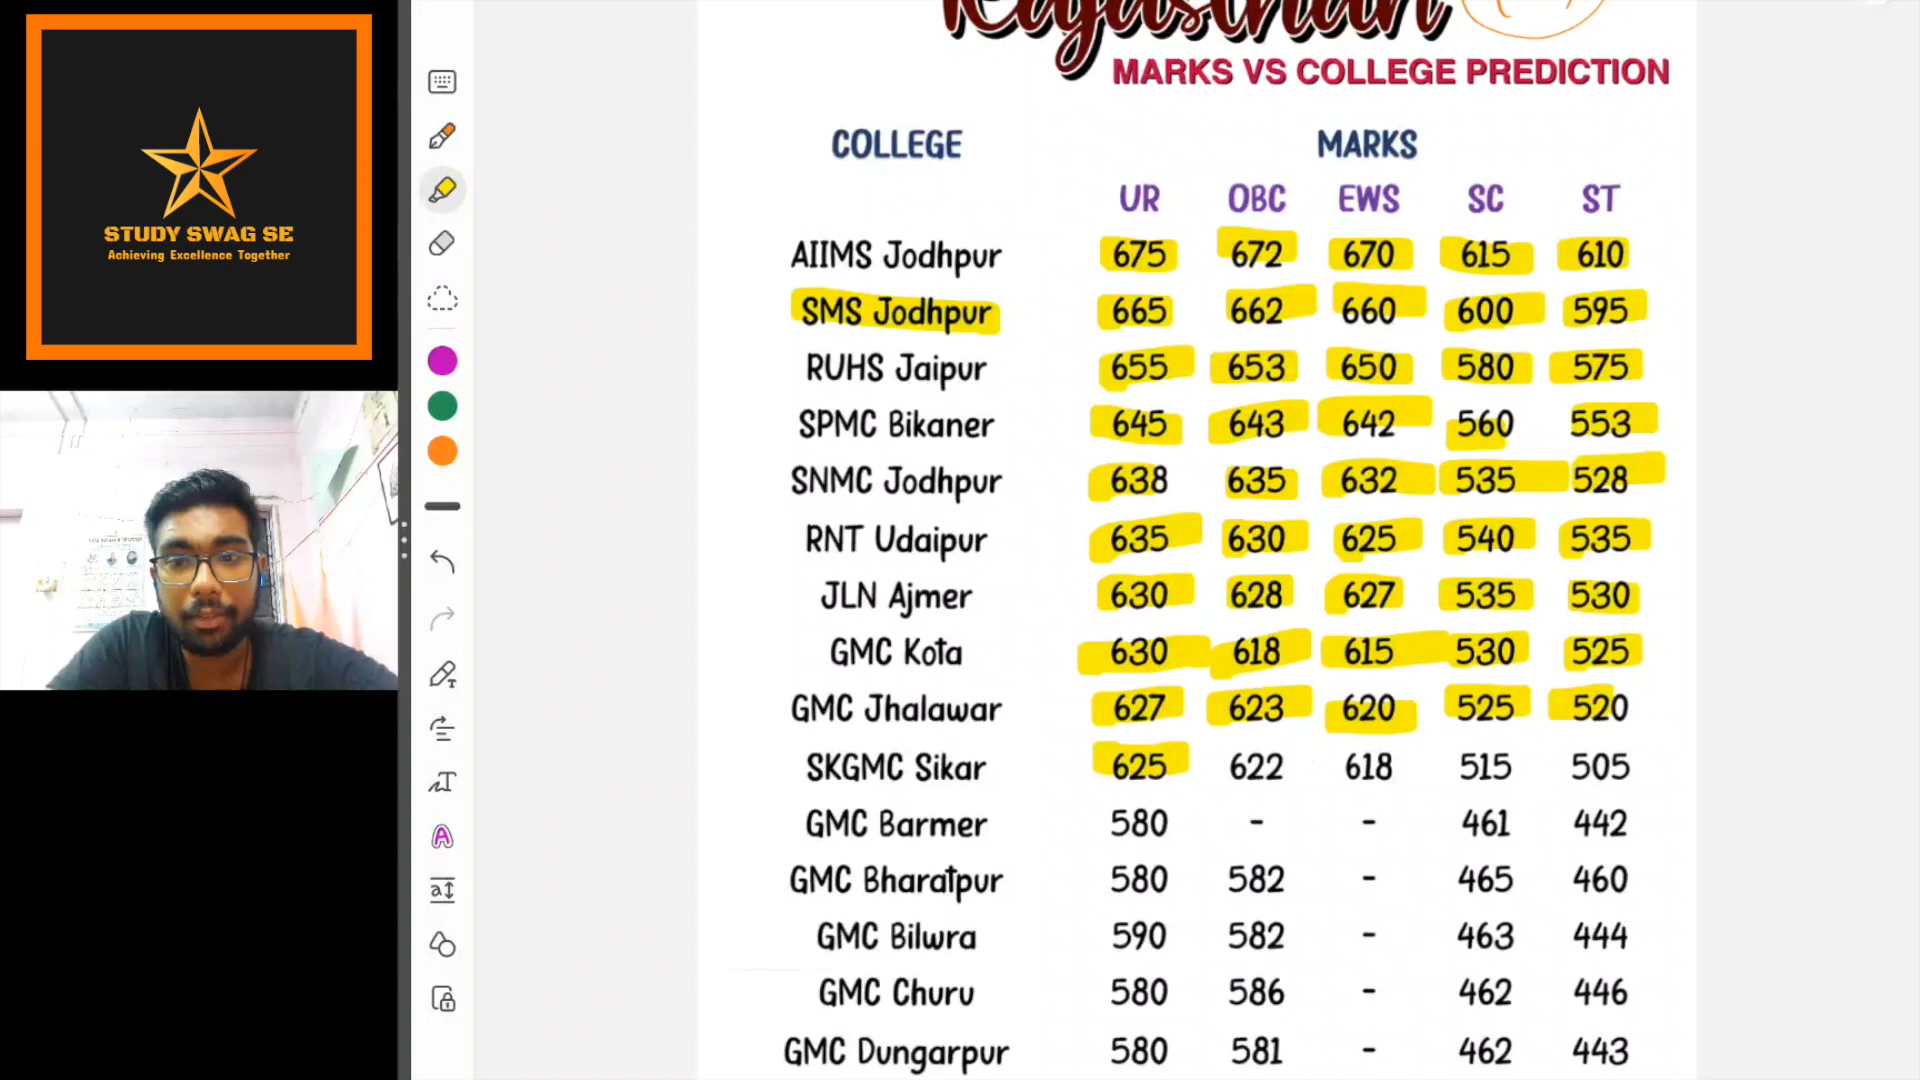 STUDY SWAG SE
Achieving Excellence Together
Rajasthan
MARKS VS COLLEGE PREDICTION
COLLEGE MARKS
UR OBC EWS SC ST
AIIMS Jodhpur 675 672 670 615 610
SMS Jodhpur 665 662 660 600 595
RUHS Jaipur 655 653 650 580 575
SPMC Bikaner 645 643 642 560 553
SNMC Jodhpur 638 635 632 535 528
RNT Udaipur 635 630 625 540 535
JLN Ajmer 630 628 627 535 530
GMC Kota 630 618 615 530 525
GMC Jhalawar 627 623 620 525 520
SKGMC Sikar 625 622 618 515 505
GMC Barmer 580 - - 461 442
GMC Bharatpur 580 582 - 465 460
GMC Bilwra 590 582 - 463 444
GMC Churu 580 586 - 462 446
GMC Dungarpur 580 581 - 462 443